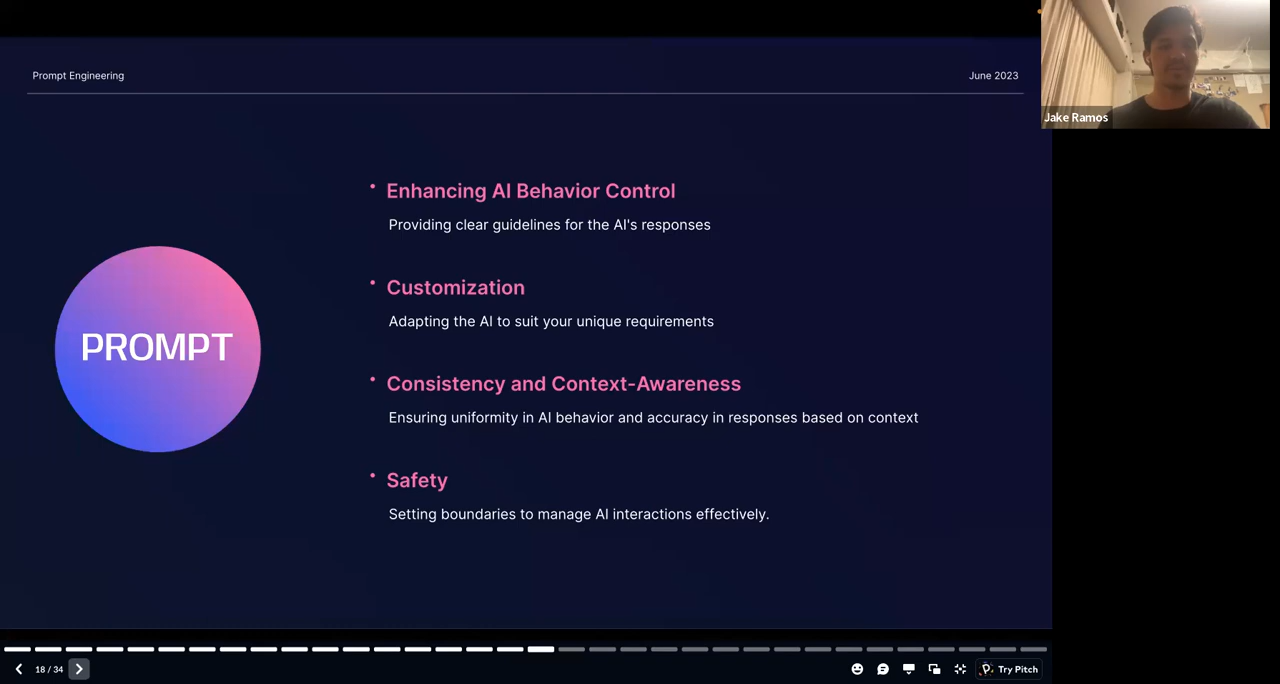 Prompt Engineering
June 2023
Jake Ramos
• Enhancing AI Behavior Control
Providing clear guidelines for the AI's responses
• Customization
Adapting the AI to suit your unique requirements
PROMPT
• Consistency and Context-Awareness
Ensuring uniformity in AI behavior and accuracy in responses based on context
• Safety
Setting boundaries to manage AI interactions effectively.
18 / 34
Try Pitch